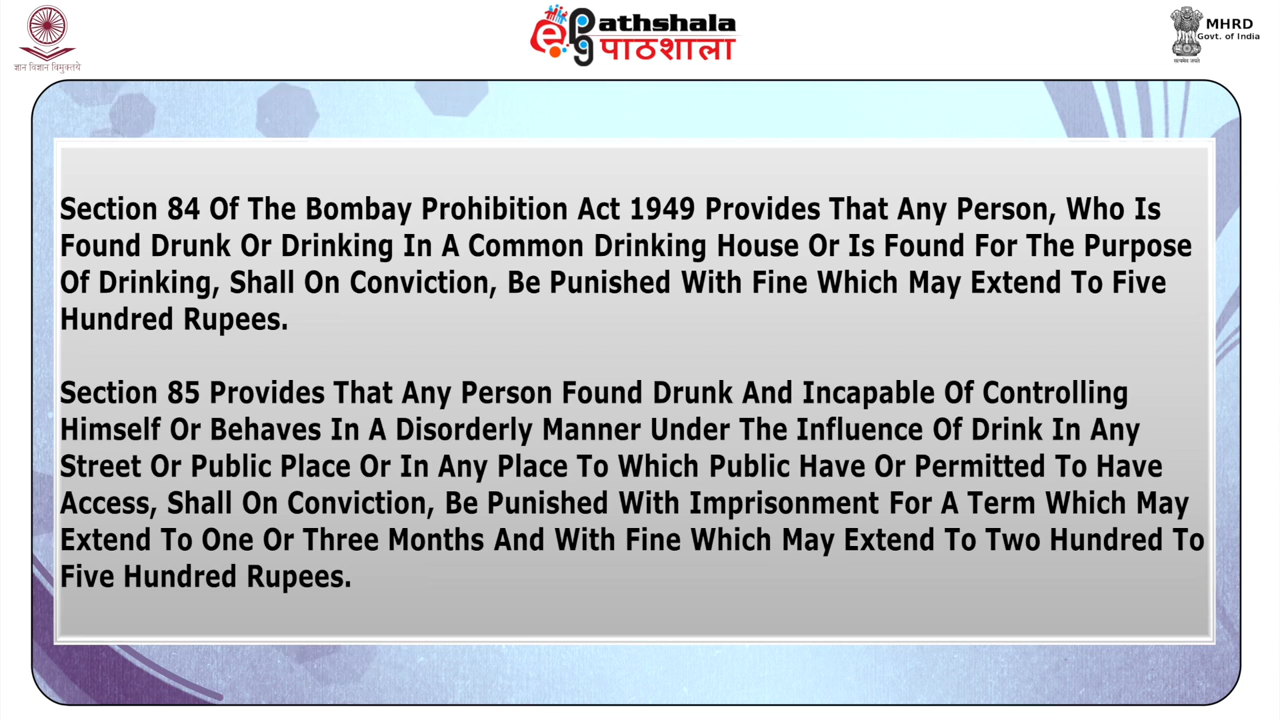 ज्ञान विज्ञान विमुक्तये
ePG Pathshala
पाठशाला
MHRD
Govt. of India
सत्यमेव जयते
Section 84 Of The Bombay Prohibition Act 1949 Provides That Any Person, Who Is
Found Drunk Or Drinking In A Common Drinking House Or Is Found For The Purpose
Of Drinking, Shall On Conviction, Be Punished With Fine Which May Extend To Five
Hundred Rupees.
Section 85 Provides That Any Person Found Drunk And Incapable Of Controlling
Himself Or Behaves In A Disorderly Manner Under The Influence Of Drink In Any
Street Or Public Place Or In Any Place To Which Public Have Or Permitted To Have
Access, Shall On Conviction, Be Punished With Imprisonment For A Term Which May
Extend To One Or Three Months And With Fine Which May Extend To Two Hundred To
Five Hundred Rupees.